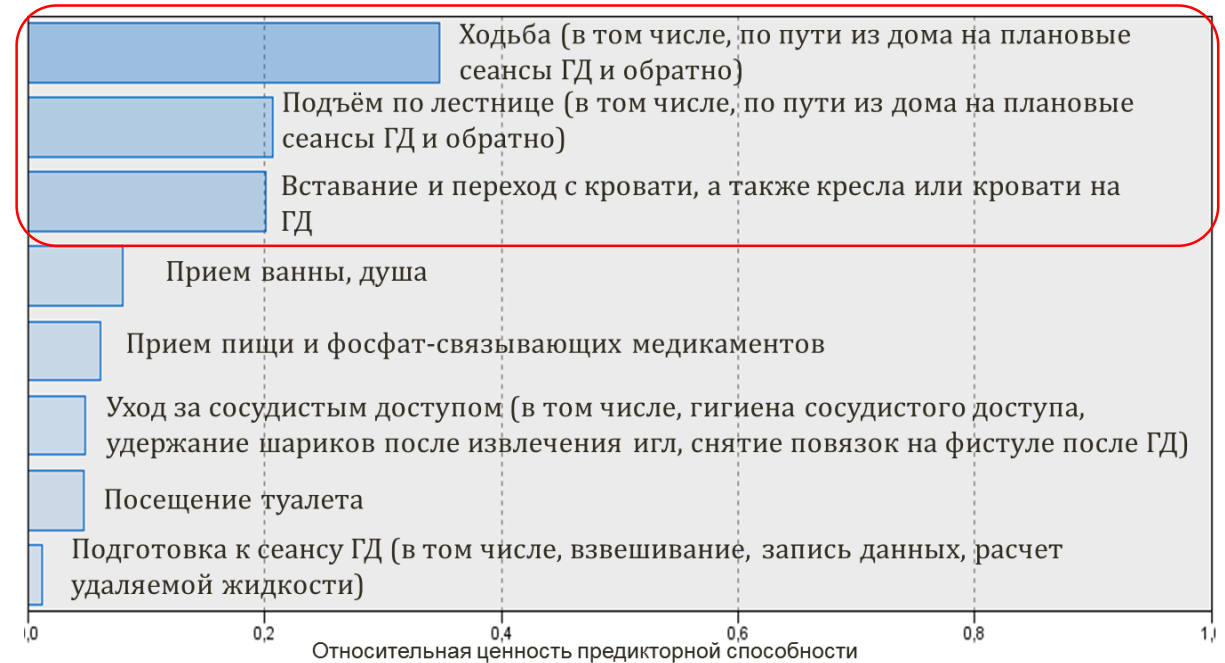 Ходьба (в том числе, по пути из дома на плановые
сеансы ГД и обратно)
Подъём по лестнице (в том числе, по пути из дома на плановые
сеансы ГД и обратно)
Вставание и переход с кровати, а также кресла или кровати на
ГД
Прием ванны, душа
Прием пищи и фосфат-связывающих медикаментов
Уход за сосудистым доступом (в том числе, гигиена сосудистого доступа,
удержание шариков после извлечения игл, снятие повязок на фистуле после ГД)
Посещение туалета
Подготовка к сеансу ГД (в том числе, взвешивание, запись данных, расчет
удаляемой жидкости)
0,0 0,2 0,4 0,6 0,8 1,0
Относительная ценность предикторной способности